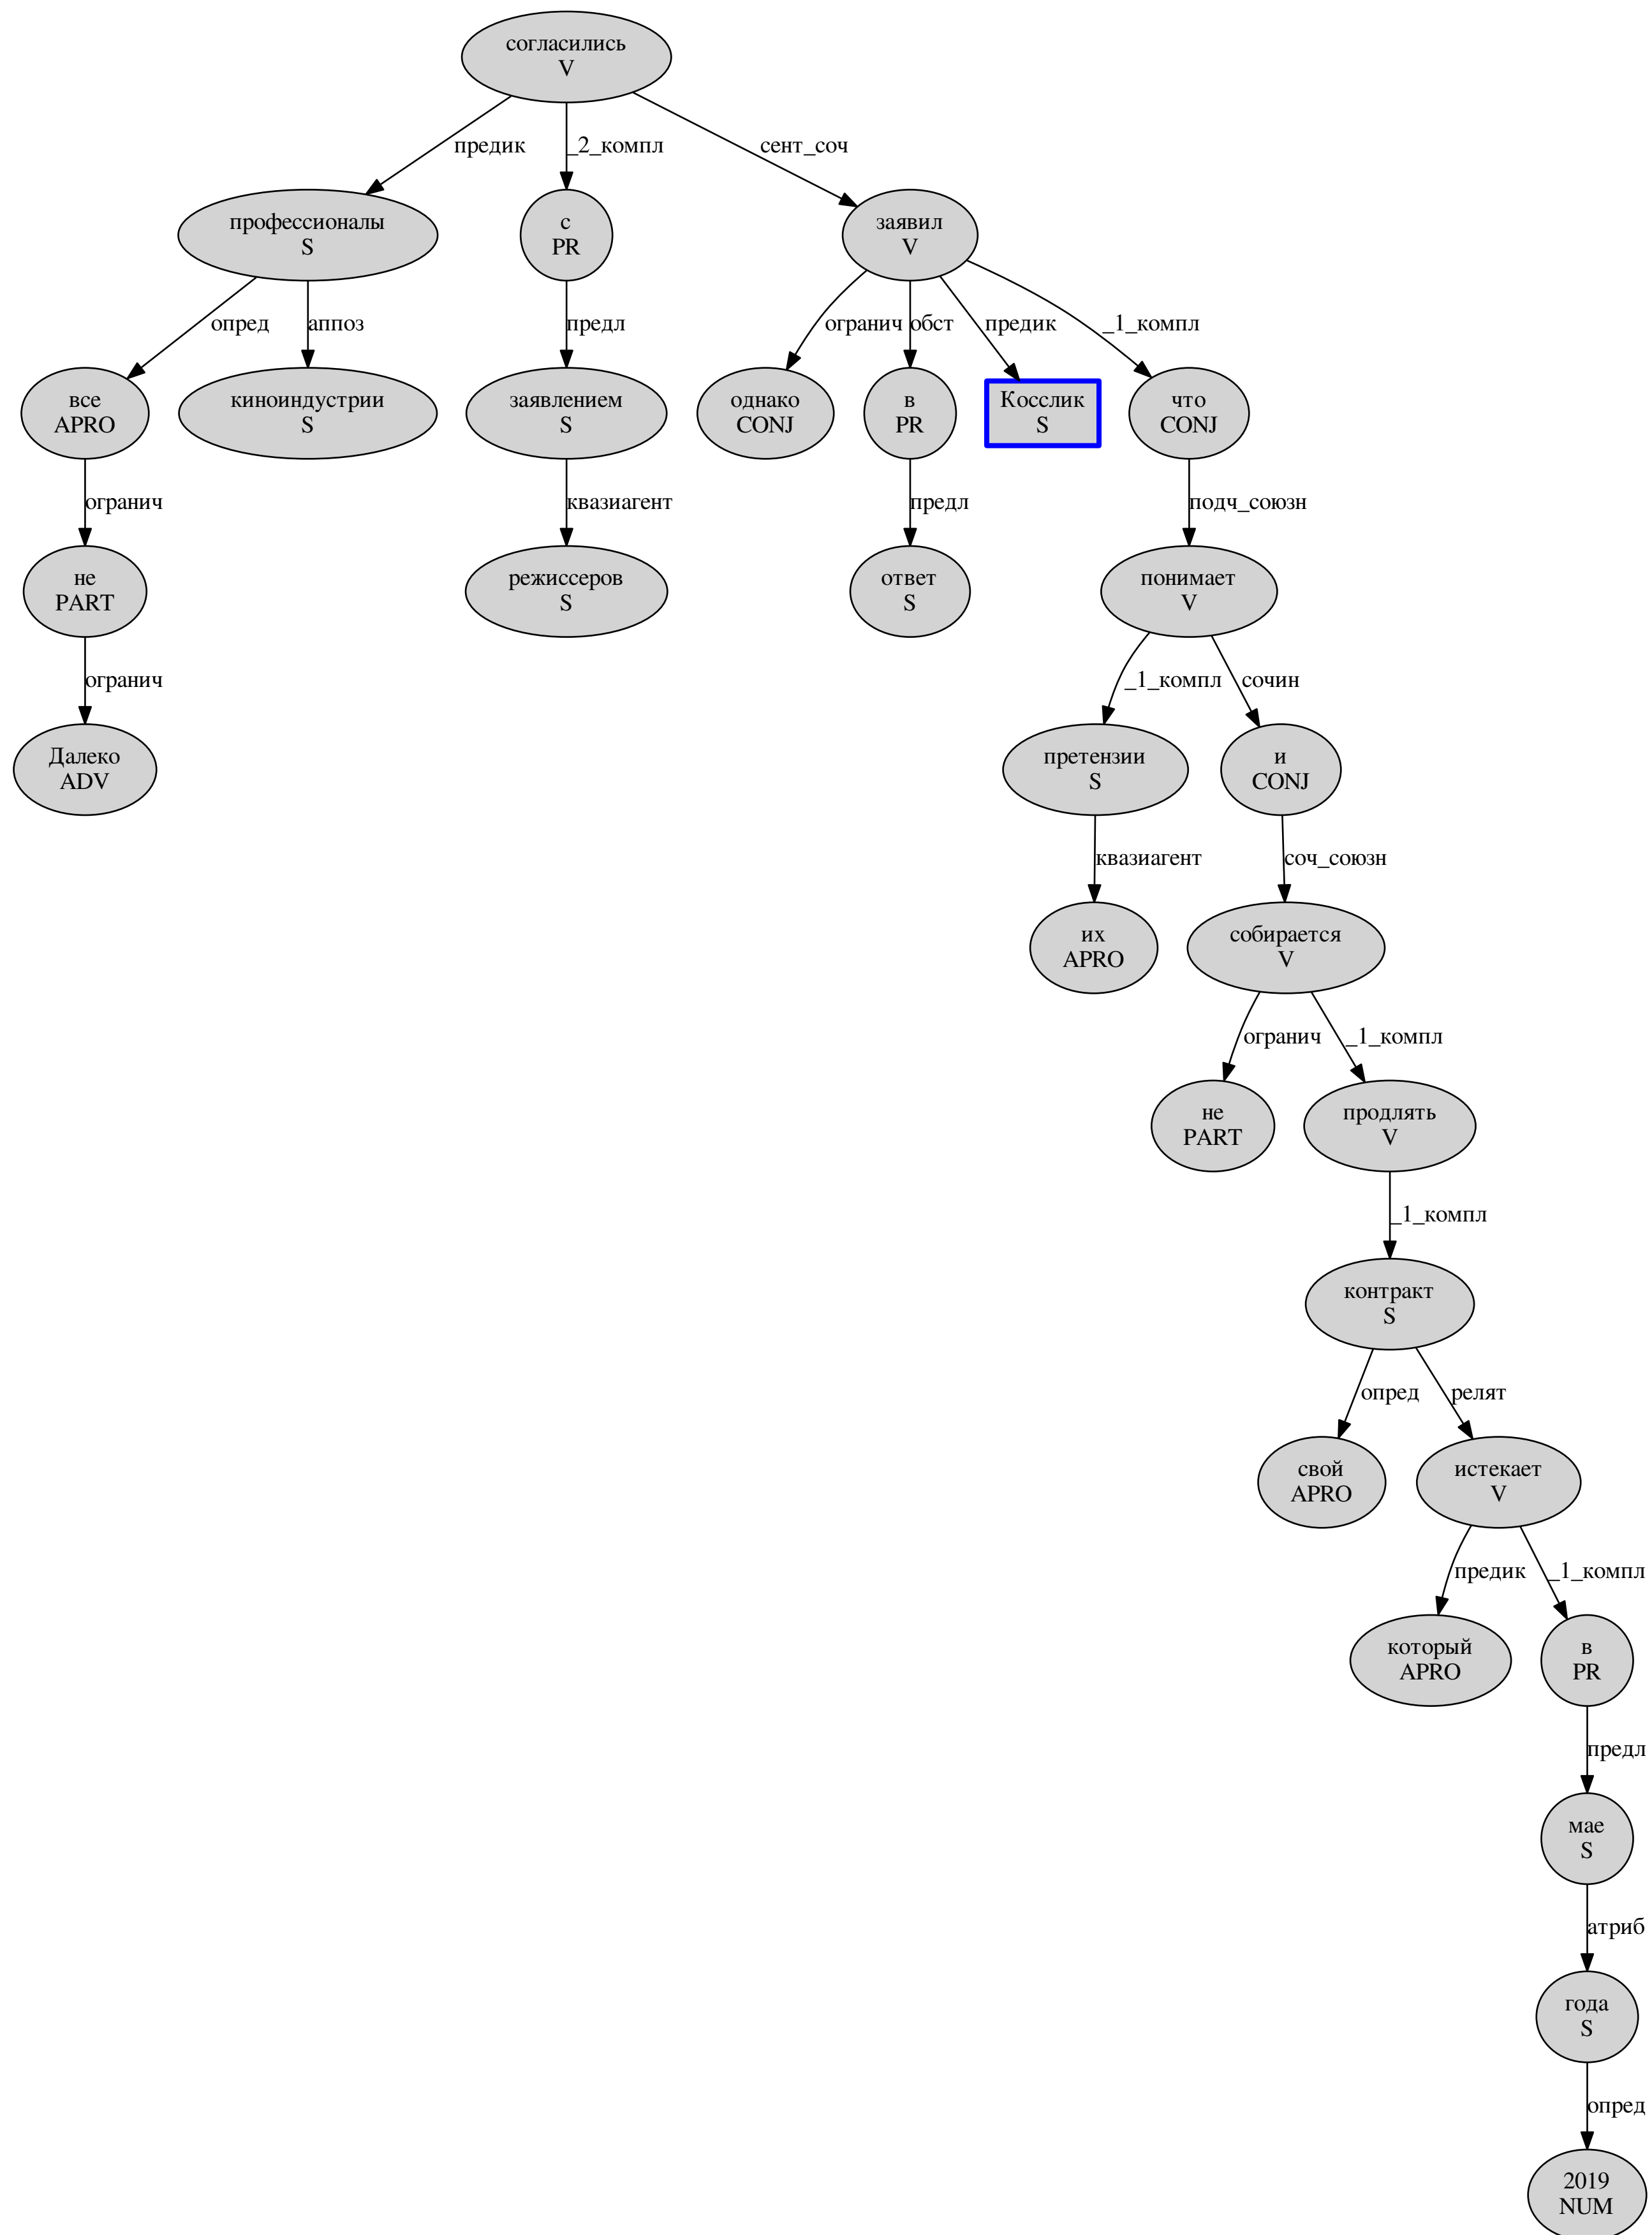 согласились
V
предик
_2_компл
сент_соч
профессионалы
S
с
PR
заявил
V
опред
аппоз
предл
огранич
обст
предик
_1_компл
все
APRO
киноиндустрии
S
заявлением
S
однако
CONJ
в
PR
Косслик
S
что
CONJ
огранич
квазиагент
предл
подч_союзн
не
PART
режиссеров
S
ответ
S
понимает
V
огранич
_1_компл
сочин
Далеко
ADV
претензии
S
и
CONJ
квазиагент
соч_союзн
их
APRO
собирается
V
огранич
_1_компл
не
PART
продлять
V
_1_компл
контракт
S
опред
релят
свой
APRO
истекает
V
предик
_1_компл
который
APRO
в
PR
предл
мае
S
атриб
года
S
опред
2019
NUM